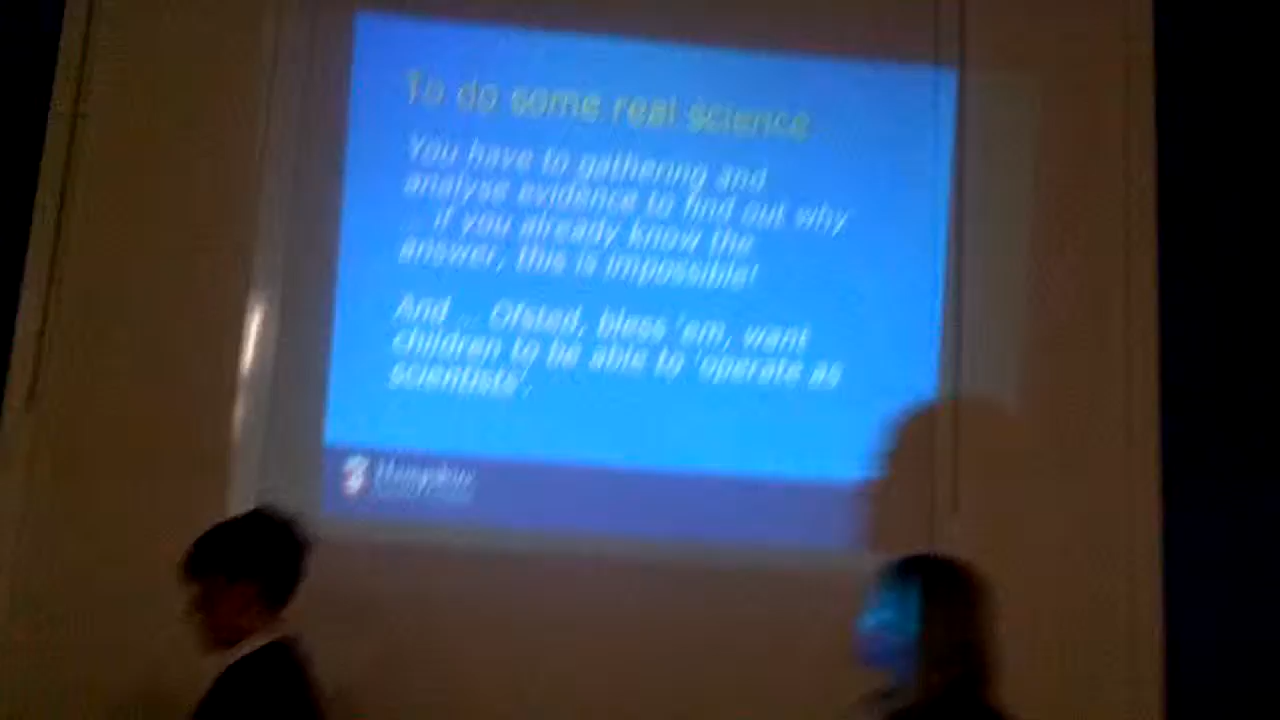 To do some real science
You have to gathering and
analyse evidence to find out why
... if you already know the
answer, this is impossible!
And ... Ofsted, bless 'em, want
children to be able to 'operate as
scientists'.
Hampshire